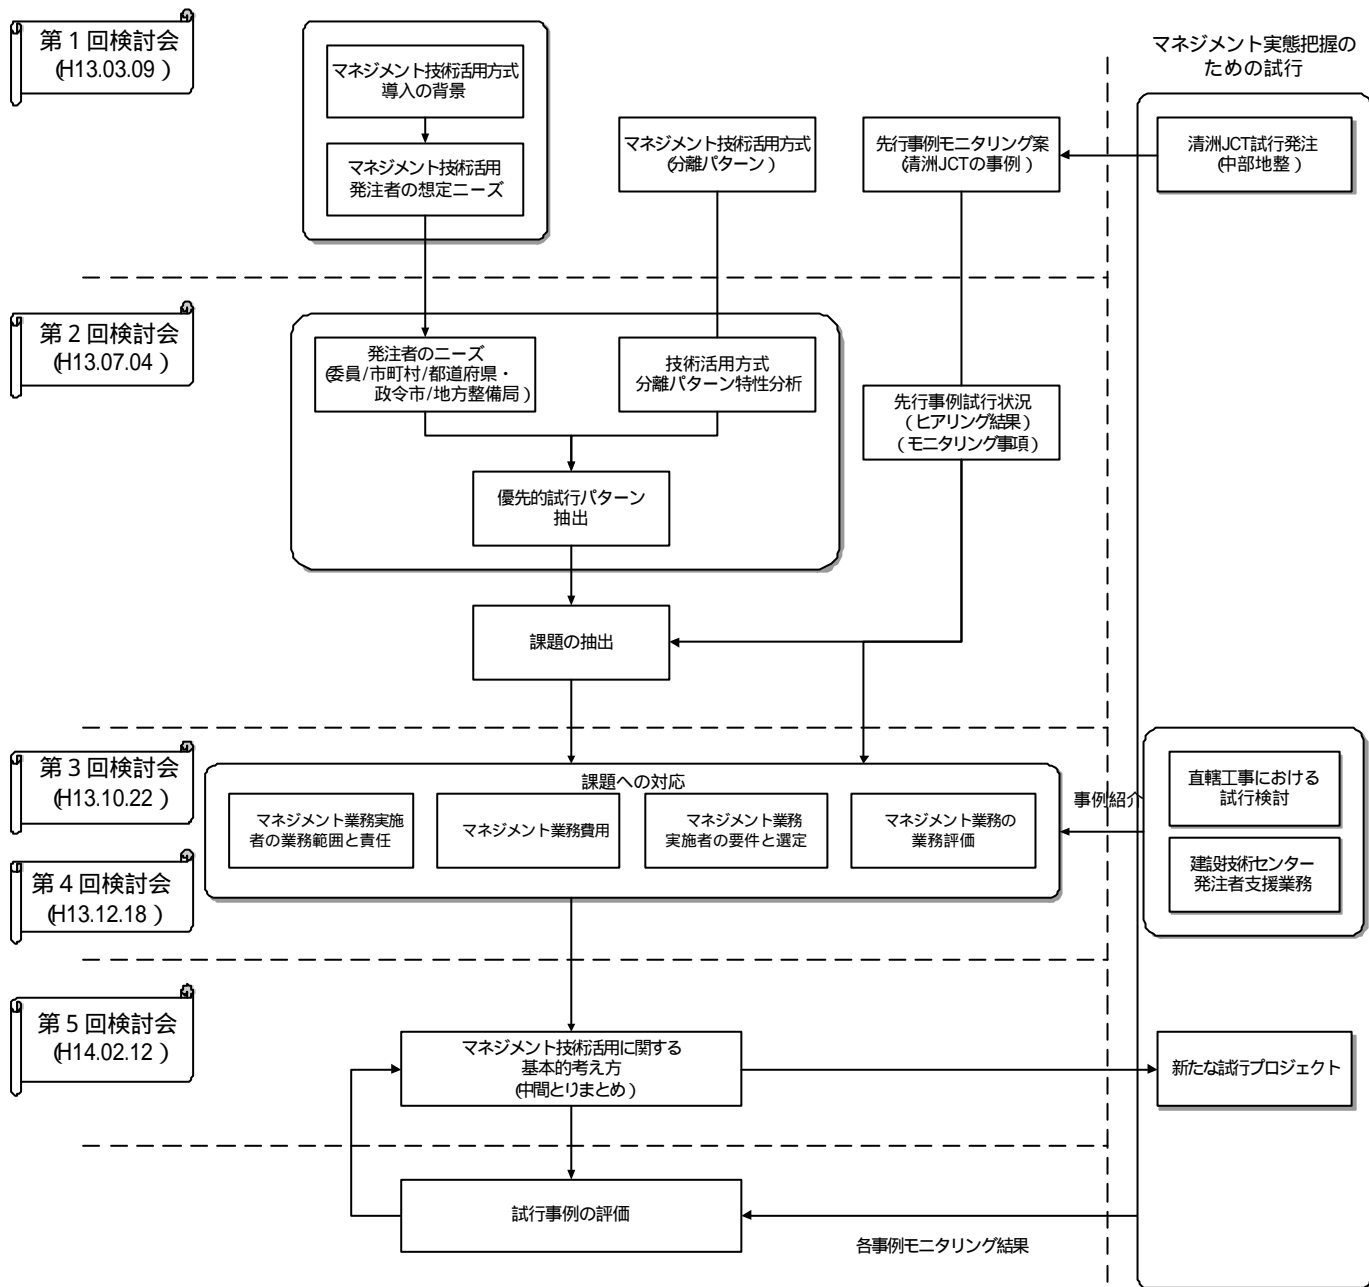 第１回検討会
(H13.03.09）
マネジメント技術活用方式
導入の背景
マネジメント技術活用
発注者の想定ニーズ
マネジメント技術活用方式
(分離パターン）
先行事例モニタリング案
(清洲JCTの事例）
マネジメント実態把握の
ための試行
清洲JCT試行発注
(中部地整）
第２回検討会
(H13.07.04）
発注者のニーズ
(委員/市町村/都道府県・
政令市/地方整備局）
技術活用方式
分離パターン特性分析
先行事例試行状況
（ヒアリング結果）
（モニタリング事項）
優先的試行パターン
抽出
課題の抽出
第３回検討会
(H13.10.22）
第４回検討会
(H13.12.18）
課題への対応
マネジメント業務実施
者の業務範囲と責任
マネジメント業務費用
マネジメント業務
実施者の要件と選定
マネジメント業務の
業務評価
事例紹介
直轄工事における
試行検討
建設技術センター
発注者支援業務
第５回検討会
(H14.02.12）
マネジメント技術活用に関する
基本的考え方
(中間とりまとめ）
新たな試行プロジェクト
試行事例の評価
各事例モニタリング結果